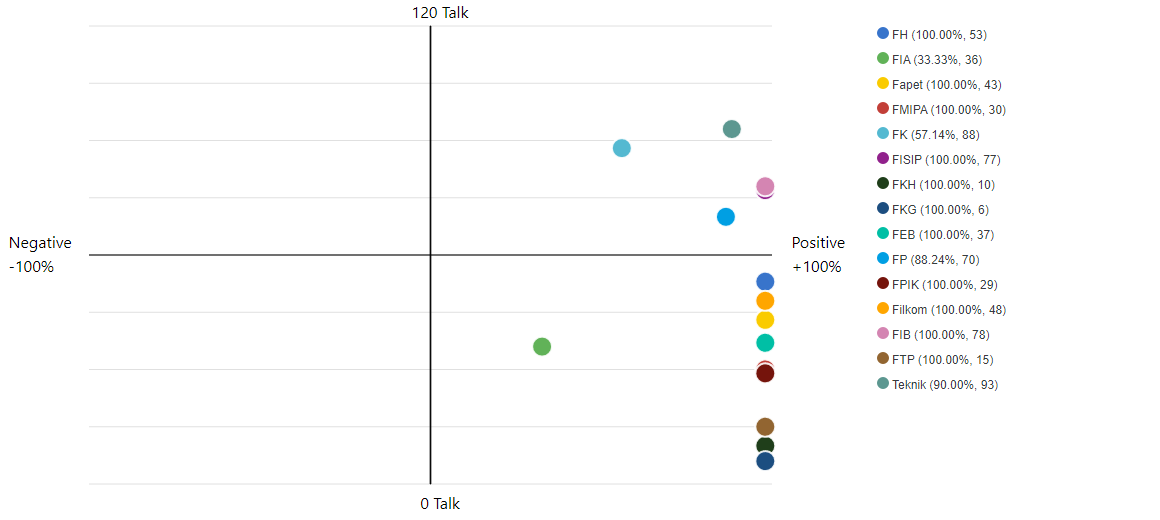 120 Talk
Negative
-100%
Positive
+100%
0 Talk
FH (100.00%, 53)
FIA (33.33%, 36)
Fapet (100.00%, 43)
FMIPA (100.00%, 30)
FK (57.14%, 88)
FISIP (100.00%, 77)
FKH (100.00%, 10)
FKG (100.00%, 6)
FEB (100.00%, 37)
FP (88.24%, 70)
FPIK (100.00%, 29)
Filkom (100.00%, 48)
FIB (100.00%, 78)
FTP (100.00%, 15)
Teknik (90.00%, 93)